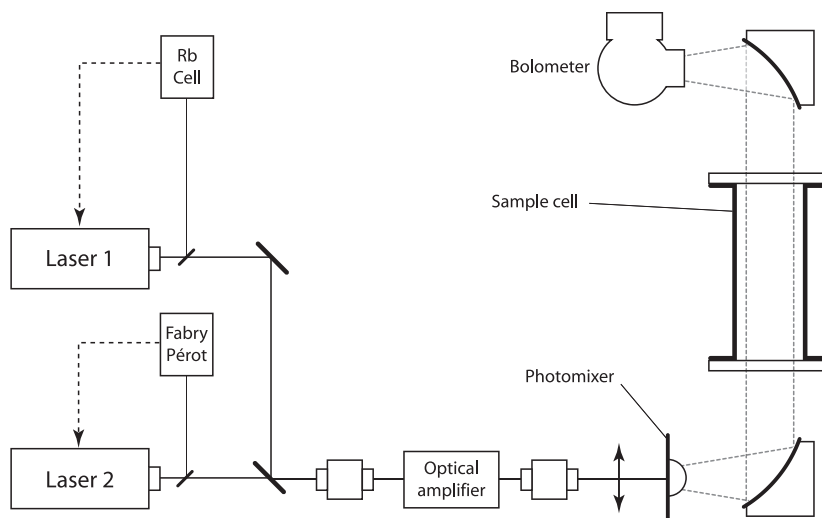 Rb
Cell
Bolometer
Sample cell
Laser 1
Fabry
Pérot
Photomixer
Laser 2
Optical
amplifier